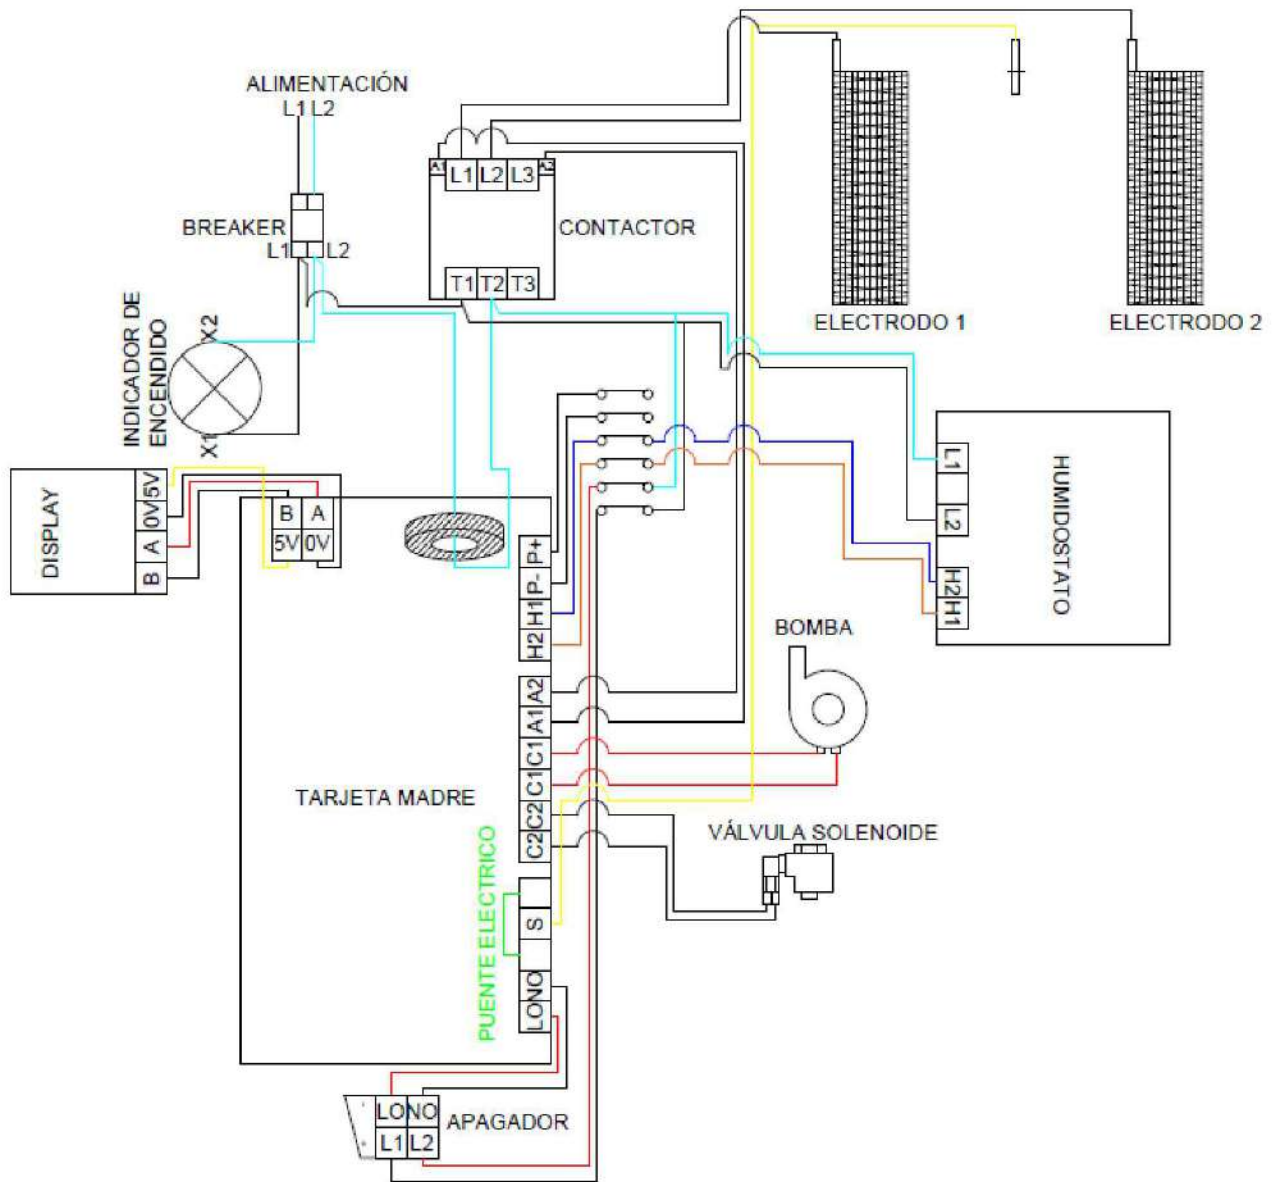 ALIMENTACIÓN
L1 L2
BREAKER
L1 L2
A1 L1 L2 L3 A2
CONTACTOR
T1 T2 T3
ELECTRODO 1
ELECTRODO 2
INDICADOR DE
ENCENDIDO
X2
X1
DISPLAY
5V
0V
A
B
B A
5V 0V
P+
P-
H1
H2
A2
A1
C1
C1
C2
C2
S
NO
LO
TARJETA MADRE
PUENTE ELECTRICO
HUMIDOSTATO
L1
L2
H2
H1
BOMBA
VÁLVULA SOLENOIDE
LO NO
L1 L2
APAGADOR